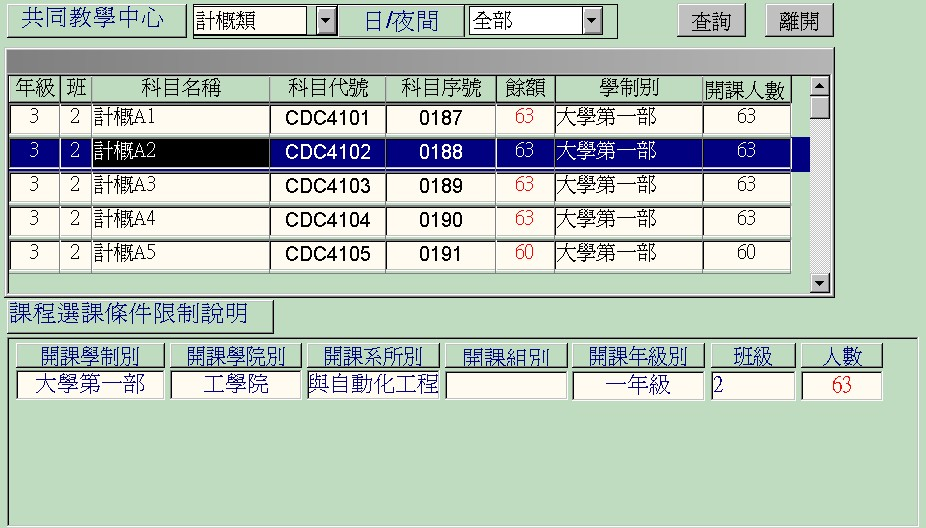 共同教學中心 計概類 日/夜間 全部 查詢 離開
年級 班 科目名稱 科目代號 科目序號 餘額 學制別 開課人數
3 2 計概A1 CDC4101 0187 63 大學第一部 63
3 2 計概A2 CDC4102 0188 63 大學第一部 63
3 2 計概A3 CDC4103 0189 63 大學第一部 63
3 2 計概A4 CDC4104 0190 63 大學第一部 63
3 2 計概A5 CDC4105 0191 60 大學第一部 60
課程選課條件限制說明
開課學制別 開課學院別 開課系所別 開課組別 開課年級別 班級 人數
大學第一部 工學院 與自動化工程 一年級 2 63